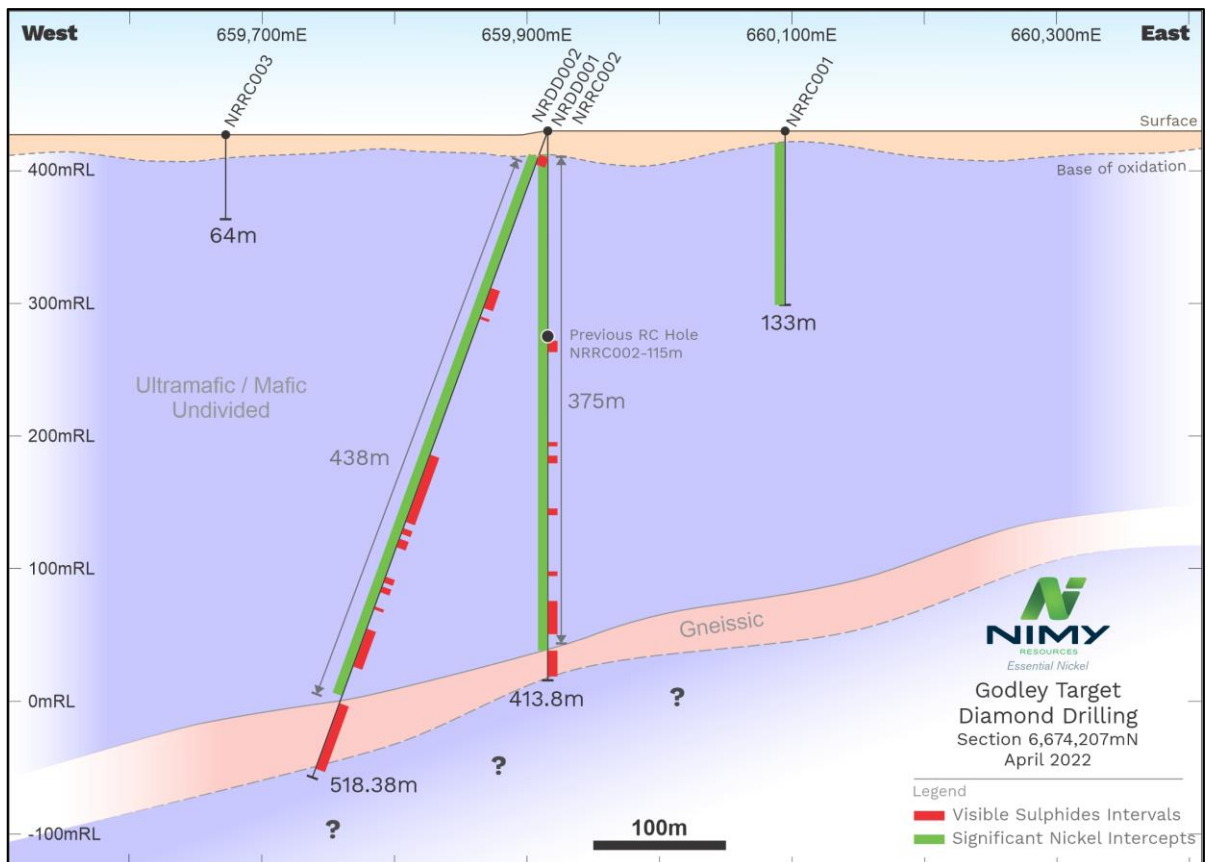 West
659,700mE
659,900mE
660,100mE
660,300mE
East
NRRC003
NRDD002
NRDD001
NRRC002
NRRC001
Surface
Base of oxidation
400mRL
64m
300mRL
133m
Previous RC Hole
NRRC002-115m
Ultramafic / Mafic
Undivided
375m
438m
200mRL
100mRL
Gneissic
NIMY
RESOURCES
Essential Nickel
0mRL
413.8m
?
Godley Target
Diamond Drilling
Section 6,674,207mN
April 2022
?
518.38m
Legend
Visible Sulphides Intervals
Significant Nickel Intercepts
?
100m
-100mRL